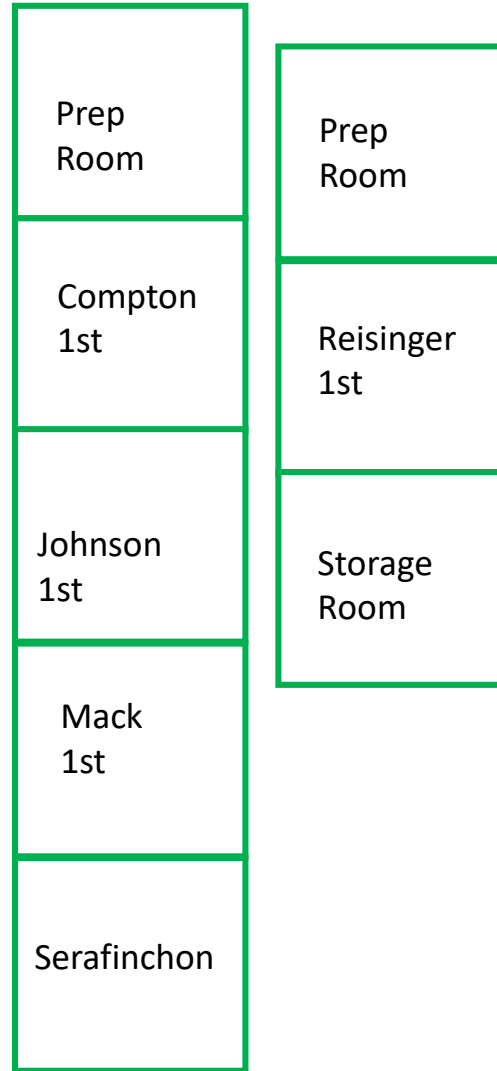 Prep
Room
Compton
1st
Johnson
1st
Mack
1st
Serafinchon
Prep
Room
Reisinger
1st
Storage
Room